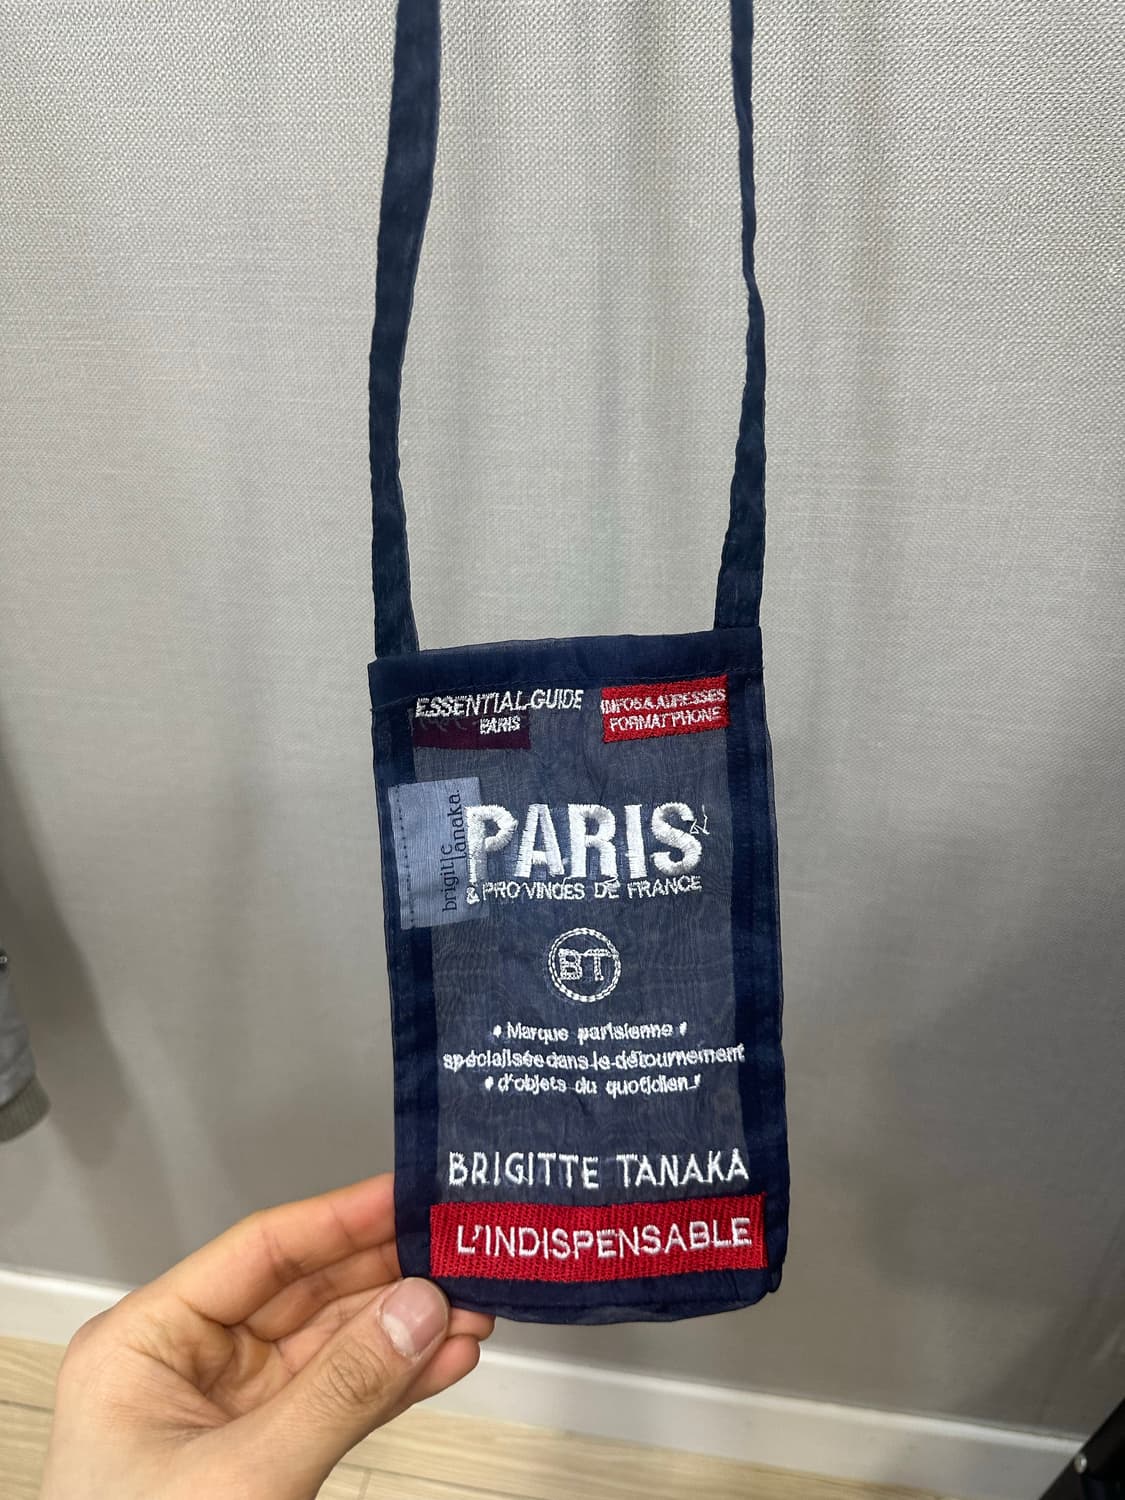 ESSENTIAL GUIDE
PARIS
INFOS & ADRESSES
FORMAT PHONE
brigitte
tanaka.
PARIS
& PROVINCES DE FRANCE
BT
• Marque parisienne •
spécialisée dans le détournement
• d'objets du quotidien •
BRIGITTE TANAKA
L'INDISPENSABLE